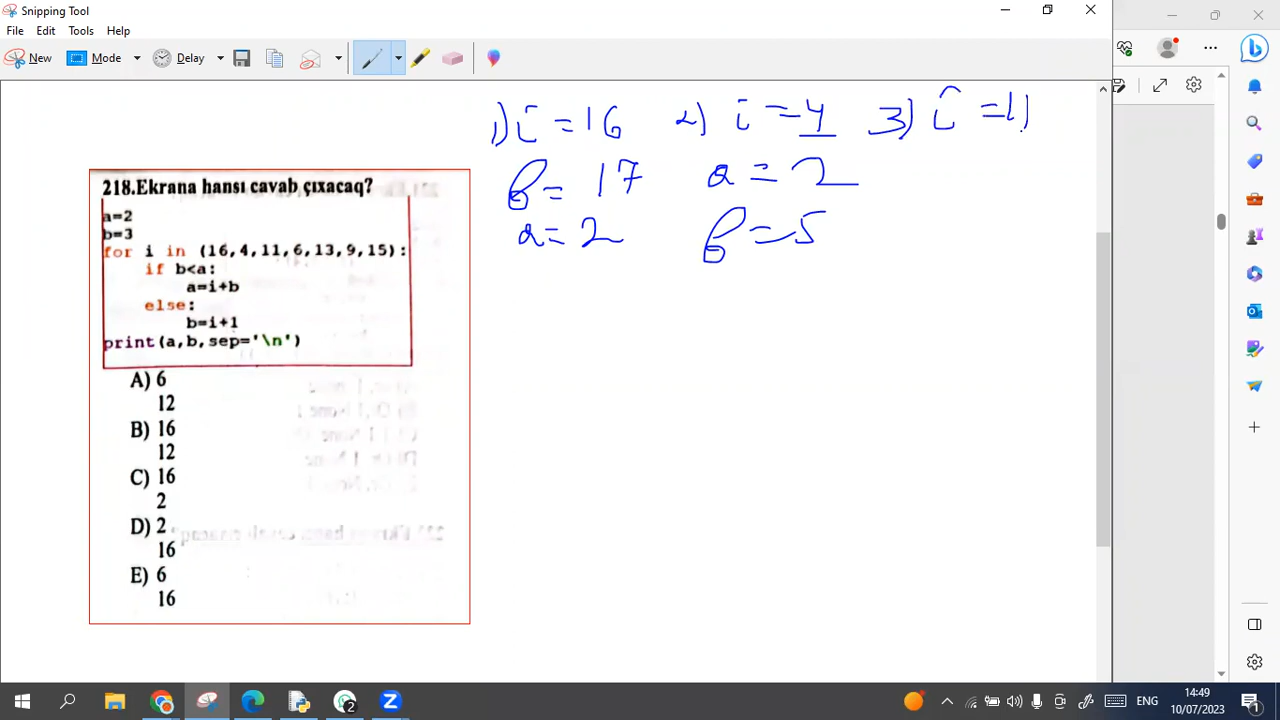 Snipping Tool
File Edit Tools Help
New Mode Delay
1) i = 16 2) i = 4 3) i = 11
b = 17 a = 2
a = 2 b = 5
218.Ekrana hansı cavab çıxacaq?
a=2
b=3
for i in (16,4,11,6,13,9,15):
if b<a:
a=i+b
else:
b=i+1
print(a,b,sep='\n')
A) 6
12
B) 16
12
C) 16
2
D) 2
16
E) 6
16
2
ENG
14:49
10/07/2023
1